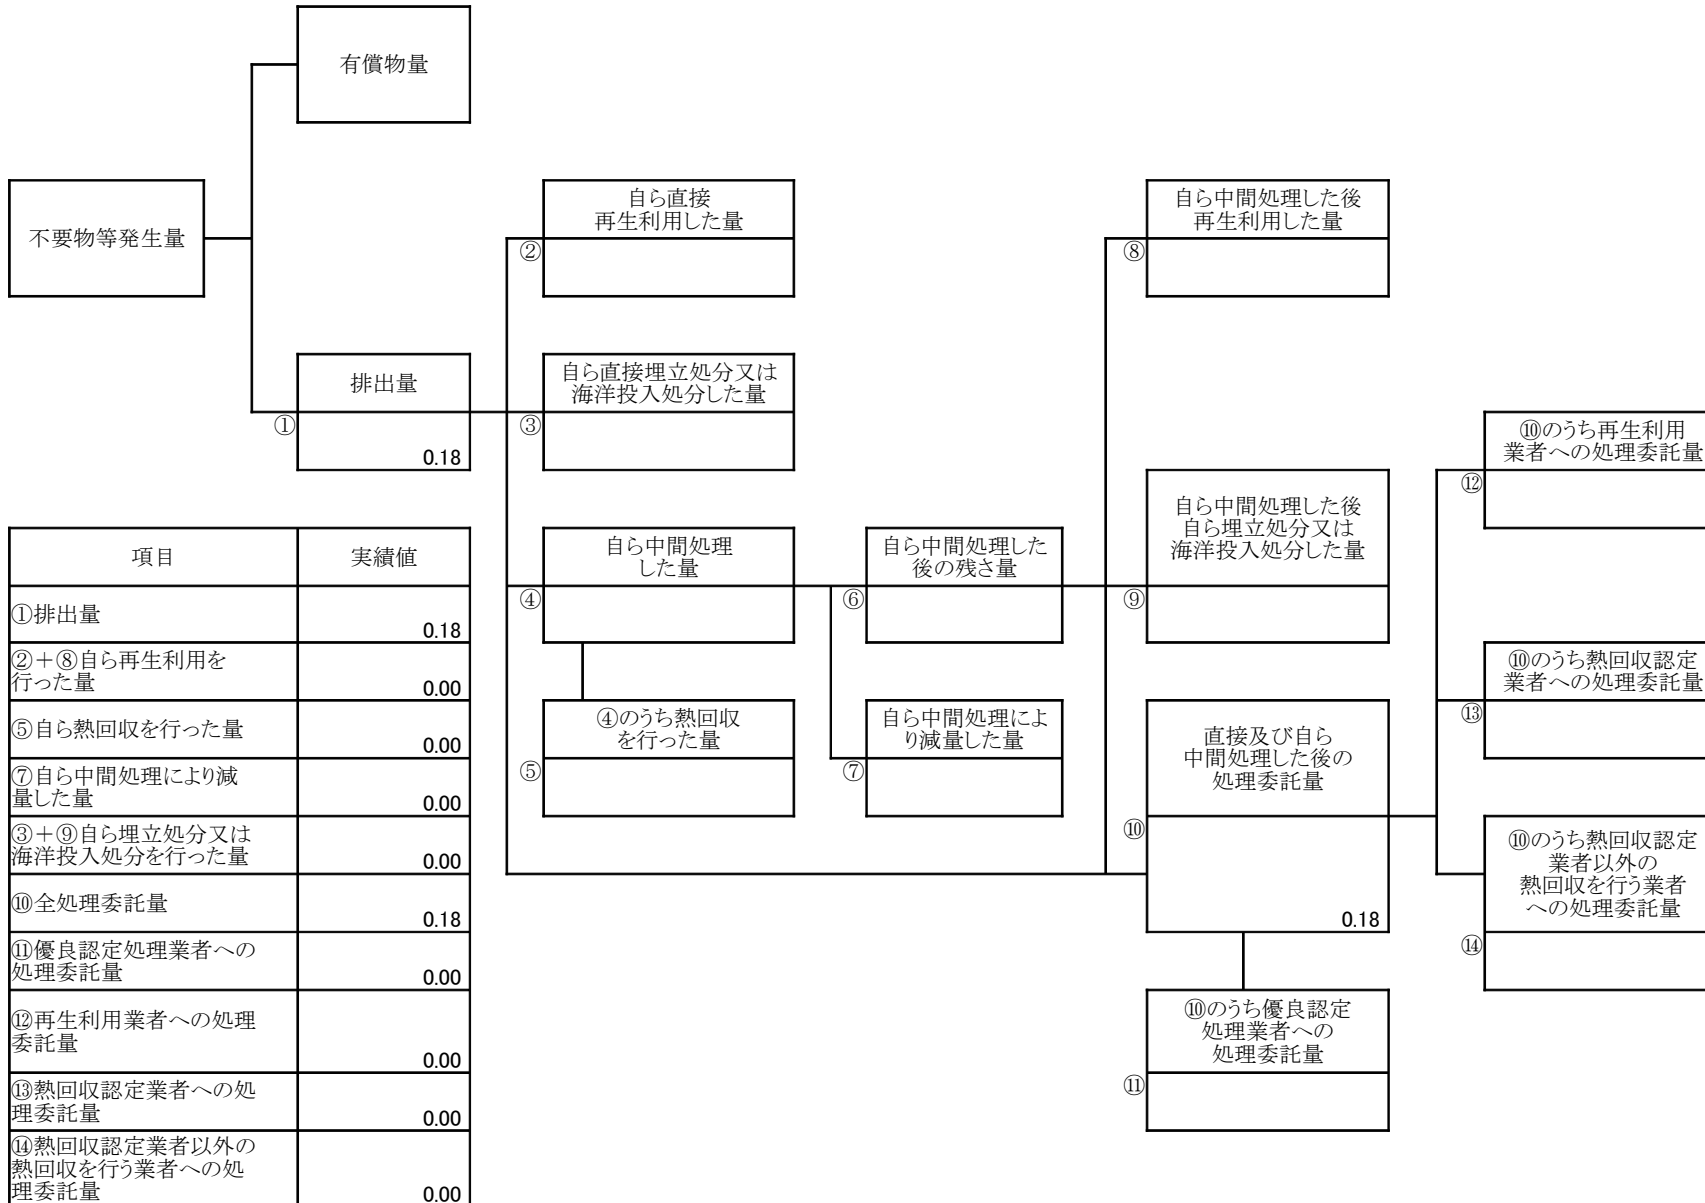 有償物量
不要物等発生量
自ら直接
再生利用した量
②
自ら中間処理した後
再生利用した量
⑧
排出量
①
0.18
自ら直接埋立処分又は
海洋投入処分した量
③
⑩のうち再生利用
業者への処理委託量
⑫
自ら中間処理
した量
④
自ら中間処理した
後の残さ量
⑥
自ら中間処理した後
自ら埋立処分又は
海洋投入処分した量
⑨
⑩のうち熱回収認定
業者への処理委託量
⑬
④のうち熱回収
を行った量
⑤
自ら中間処理によ
り減量した量
⑦
直接及び自ら
中間処理した後の
処理委託量
⑩
0.18
⑩のうち熱回収認定
業者以外の
熱回収を行う業者
への処理委託量
⑭
⑩のうち優良認定
処理業者への
処理委託量
⑪
項目 実績値
①排出量 0.18
②＋⑧自ら再生利用を
行った量 0.00
⑤自ら熱回収を行った量 0.00
⑦自ら中間処理により減
量した量 0.00
③＋⑨自ら埋立処分又は
海洋投入処分を行った量 0.00
⑩全処理委託量 0.18
⑪優良認定処理業者への
処理委託量 0.00
⑫再生利用業者への処理
委託量 0.00
⑬熱回収認定業者への処
理委託量 0.00
⑭熱回収認定業者以外の
熱回収を行う業者への処
理委託量 0.00